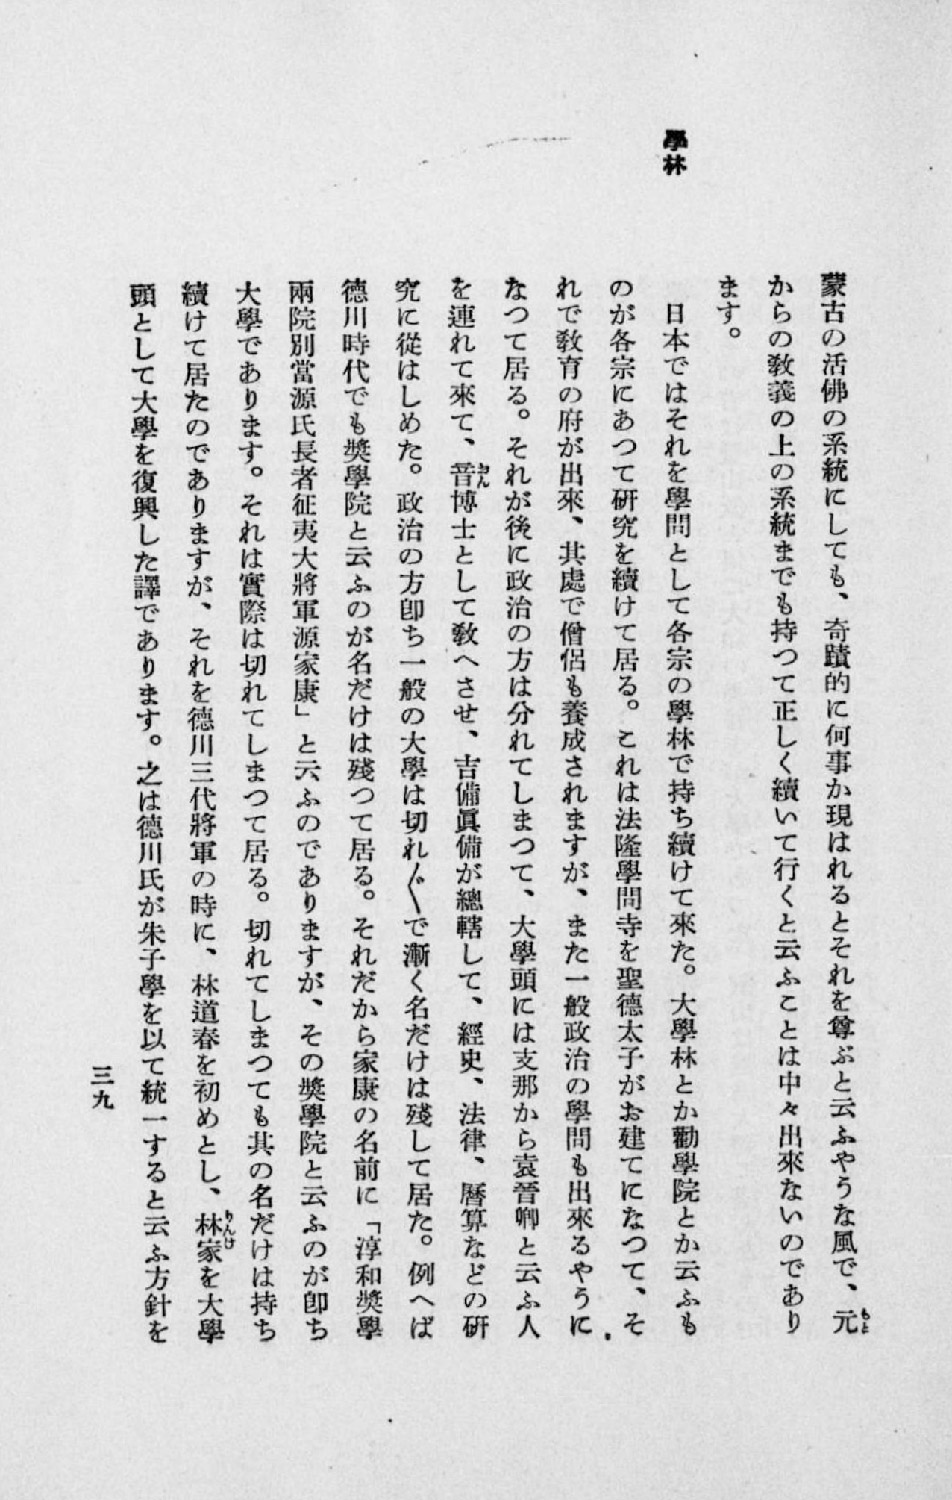 學林
蒙古の活佛の系統にしても、奇蹟的に何事か現はれるとそれを尊ぶと云ふやうな風で、元
からの敎義の上の系統までも持つて正しく續いて行くと云ふことは中々出來ないのであり
ます。
日本ではそれを學問として各宗の學林で持ち續けて來た。大學林とか勸學院とか云ふも
のが各宗にあつて硏究を續けて居る。これは法隆學問寺を聖德太子がお建てになつて、そ
れで敎育の府が出來、其處で僧侶も養成されますが、また一般政治の學問も出來るやうに
なつて居る。それが後に政治の方は分れてしまつて、大學頭には支那から袁晉卿と云ふ人
を連れて來て、音博士として敎へさせ、吉備眞備が總轄して、經史、法律、曆算などの硏
究に從はしめた。政治の方卽ち一般の大學は切れ〲で漸く名だけは殘して居た。例へば
德川時代でも奬學院と云ふのが名だけは殘つて居る。それだから家康の名前に「淳和奬學
兩院別當源氏長者征夷大將軍源家康」と云ふのでありますが、その奬學院と云ふのが卽ち
大學であります。それは實際は切れてしまつて居る。切れてしまつても其の名だけは持ち
續けて居たのでありますが、それを德川三代將軍の時に、林道春を初めとし、林家を大學
頭として大學を復興した譯であります。之は德川氏が朱子學を以て統一すると云ふ方針を
三九